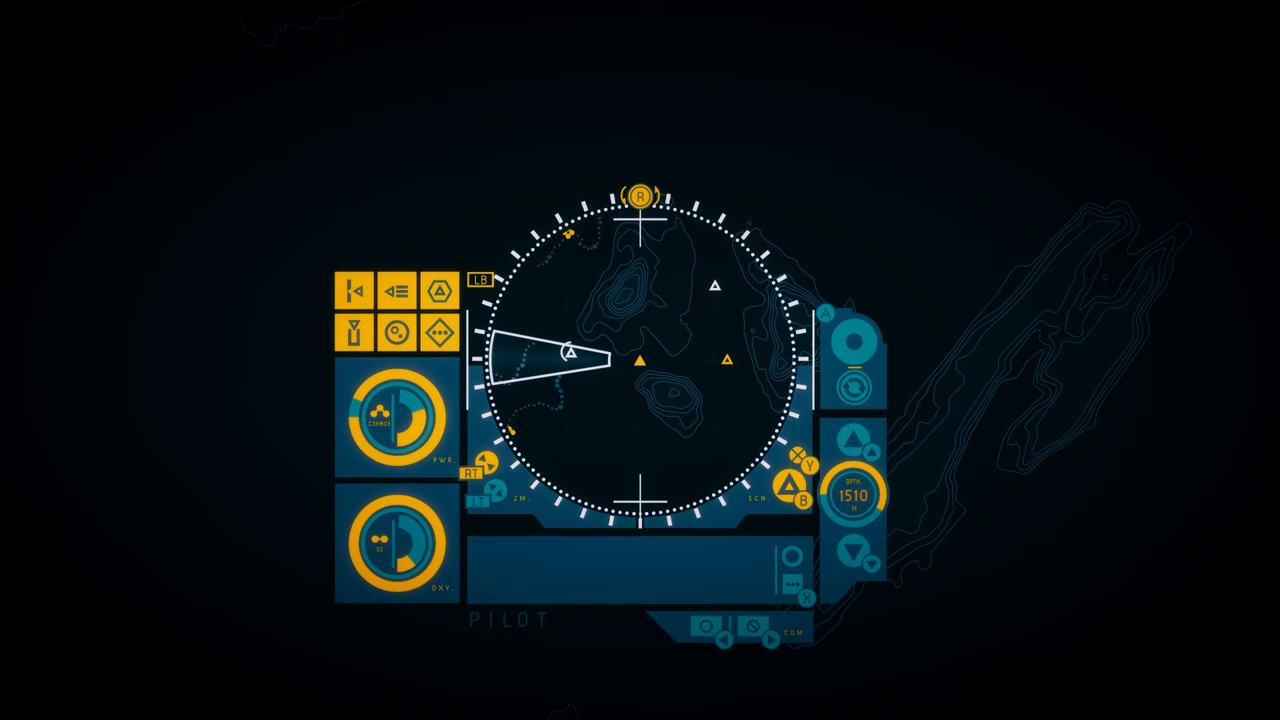 R
LB
A
C3H8O3
PWR.
RT
LT
ZM.
SCN.
Y
B
DPTH.
1510
M
O2
OXY.
X
PILOT
COM.